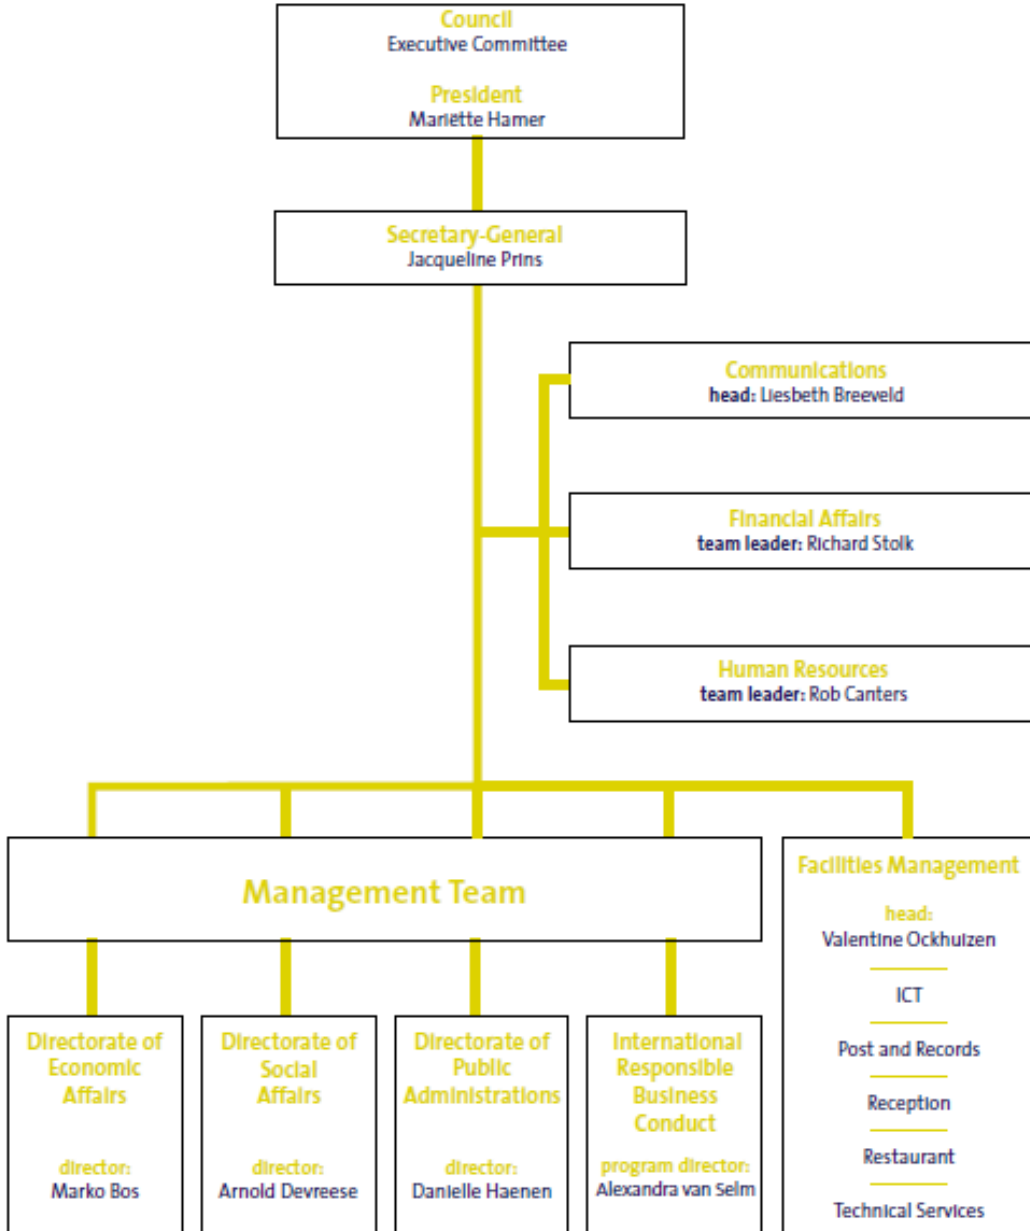 Council
Executive Committee
President
Mariëtte Hamer
Secretary-General
Jacqueline Prins
Communications
head: Liesbeth Breeveld
Financial Affairs
team leader: Richard Stolk
Human Resources
team leader: Rob Canters
Management Team
Directorate of
Economic
Affairs
director:
Marko Bos
Directorate of
Social
Affairs
director:
Arnold Devreese
Directorate of
Public
Administrations
director:
Danielle Haenen
International
Responsible
Business
Conduct
program director:
Alexandra van Selm
Facilities Management
head:
Valentine Ockhuizen
ICT
Post and Records
Reception
Restaurant
Technical Services